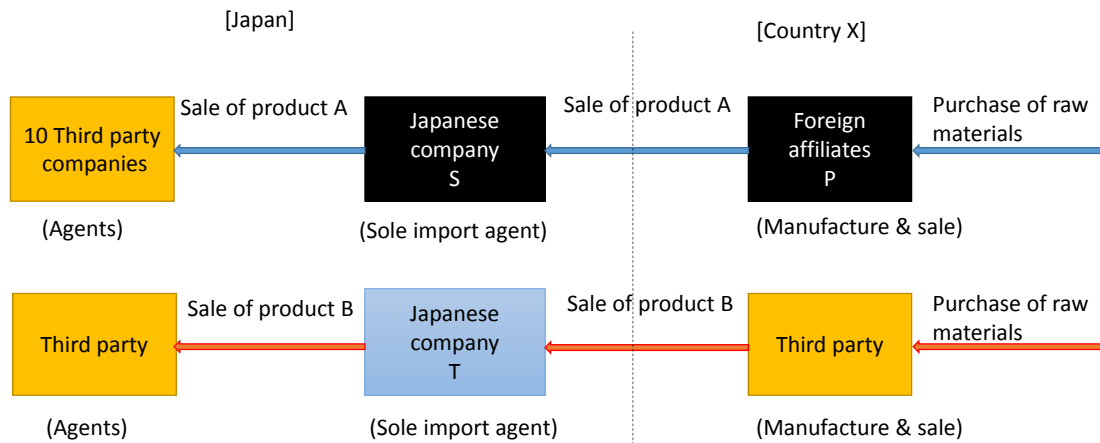 [Japan]
[Country X]
Sale of product A
Sale of product A
Purchase of raw
materials
10 Third party
companies
Japanese
company
S
Foreign
affiliates
P
(Agents)
(Sole import agent)
(Manufacture & sale)
Sale of product B
Sale of product B
Purchase of raw
materials
Third party
Japanese
company
T
Third party
(Agents)
(Sole import agent)
(Manufacture & sale)